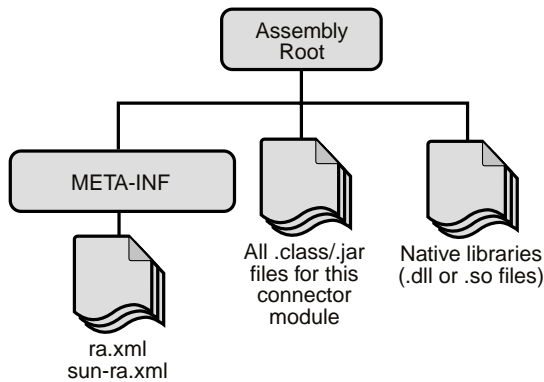 Assembly
Root
META-INF
All .class/.jar
files for this
connector
module
Native libraries
(.dll or .so files)
ra.xml
sun-ra.xml